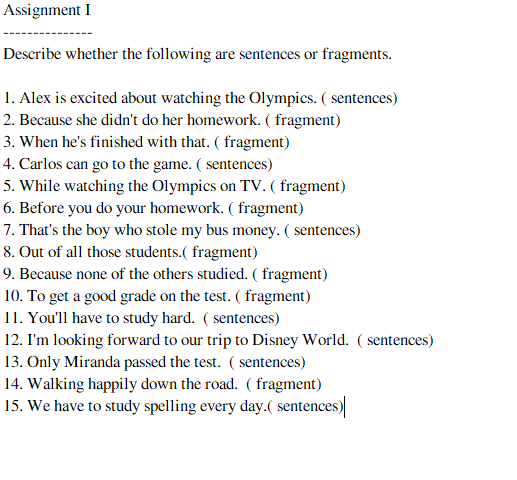 Assignment I
---------------
Describe whether the following are sentences or fragments.
1. Alex is excited about watching the Olympics. ( sentences)
2. Because she didn't do her homework. ( fragment)
3. When he's finished with that. ( fragment)
4. Carlos can go to the game. ( sentences)
5. While watching the Olympics on TV. ( fragment)
6. Before you do your homework. ( fragment)
7. That's the boy who stole my bus money. ( sentences)
8. Out of all those students.( fragment)
9. Because none of the others studied. ( fragment)
10. To get a good grade on the test. ( fragment)
11. You'll have to study hard.  ( sentences)
12. I'm looking forward to our trip to Disney World.  ( sentences)
13. Only Miranda passed the test.  ( sentences)
14. Walking happily down the road.  ( fragment)
15. We have to study spelling every day.( sentences)